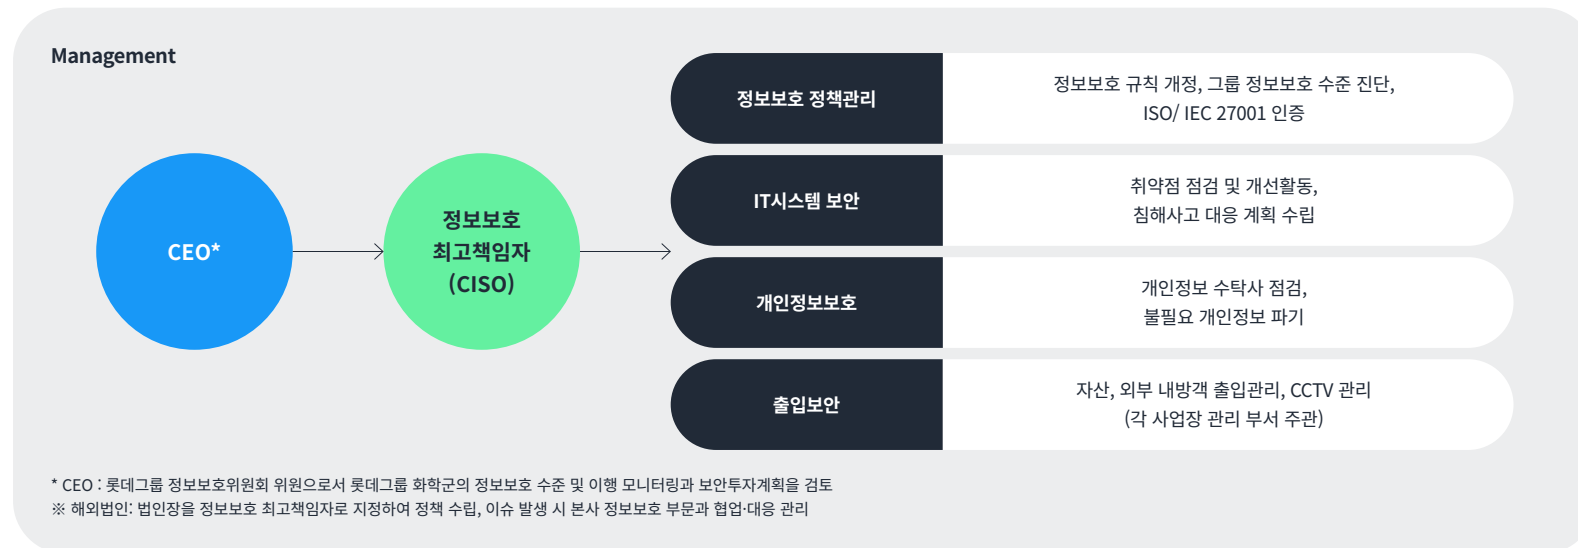 Management
CEO*
정보보호
최고책임자
(CISO)
정보보호 정책관리
정보보호 규칙 개정, 그룹 정보보호 수준 진단,
ISO/ IEC 27001 인증
IT시스템 보안
취약점 점검 및 개선활동,
침해사고 대응 계획 수립
개인정보보호
개인정보 수탁사 점검,
불필요 개인정보 파기
출입보안
자산, 외부 내방객 출입관리, CCTV 관리
(각 사업장 관리 부서 주관)
* CEO : 롯데그룹 정보보호위원회 위원으로서 롯데그룹 화학군의 정보보호 수준 및 이행 모니터링과 보안투자계획을 검토
※ 해외법인: 법인장을 정보보호 최고책임자로 지정하여 정책 수립, 이슈 발생 시 본사 정보보호 부문과 협업·대응 관리